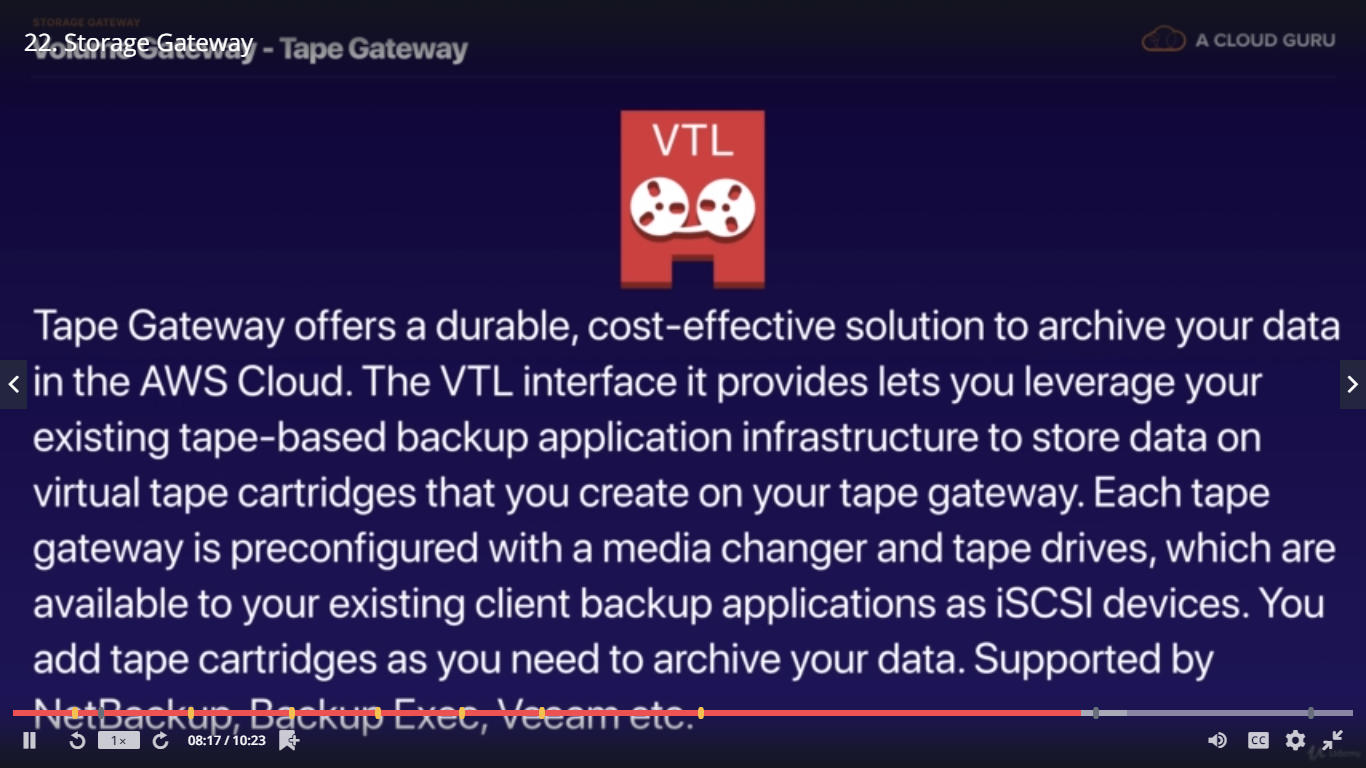 STORAGE GATEWAY
22. Storage Gateway
Volume Gateway - Tape Gateway
A CLOUD GURU
VTL
Tape Gateway offers a durable, cost-effective solution to archive your data
in the AWS Cloud. The VTL interface it provides lets you leverage your
existing tape-based backup application infrastructure to store data on
virtual tape cartridges that you create on your tape gateway. Each tape
gateway is preconfigured with a media changer and tape drives, which are
available to your existing client backup applications as iSCSI devices. You
add tape cartridges as you need to archive your data. Supported by
NetBackup, Backup Exec, Veeam etc.
1×
08:17 / 10:23
CC
Udemy